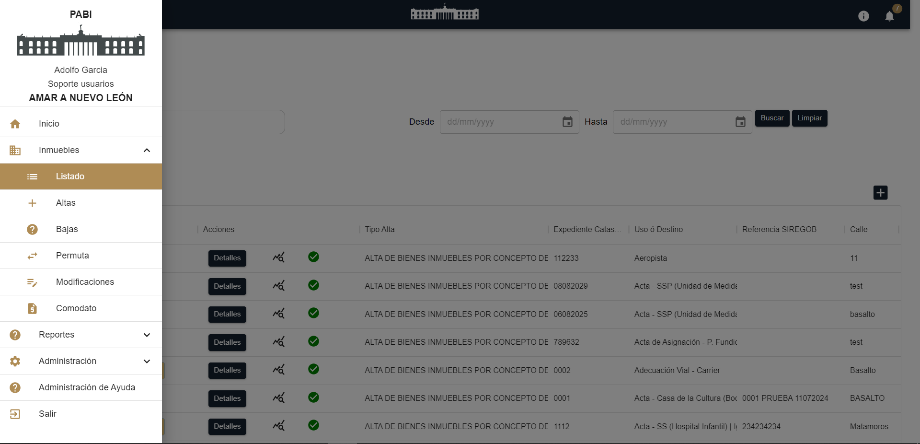 PABI
Adolfo Garcia
Soporte usuarios
AMAR A NUEVO LEÓN
Inicio
Inmuebles
Listado
Altas
Bajas
Permuta
Modificaciones
Comodato
Reportes
Administración
Administración de Ayuda
Salir
7
Desde dd/mm/yyyy Hasta dd/mm/yyyy Buscar Limpiar
Acciones Tipo Alta Expediente Catas... Uso ó Destino Referencia SIREGOB Calle
Detalles ALTA DE BIENES INMUEBLES POR CONCEPTO DE 112233 Aeropista 11
Detalles ALTA DE BIENES INMUEBLES POR CONCEPTO DE 08082029 Acta - SSP (Unidad de Medid test
Detalles ALTA DE BIENES INMUEBLES POR CONCEPTO DE 06082025 Acta - SSP (Unidad de Medid basalto
Detalles ALTA DE BIENES INMUEBLES POR CONCEPTO DE 789632 Acta de Asignación - P. Fundid test
Detalles ALTA DE BIENES INMUEBLES POR CONCEPTO DE 0002 Adecuación Vial - Carrier Basalto
Detalles ALTA DE BIENES INMUEBLES POR CONCEPTO DE 0001 Acta - Casa de la Cultura (Bo 0001 PRUEBA 11072024 BASALTO
Detalles ALTA DE BIENES INMUEBLES POR CONCEPTO DE 1112 Acta - SS (Hospital Infantil) | 234234234 Matamoros